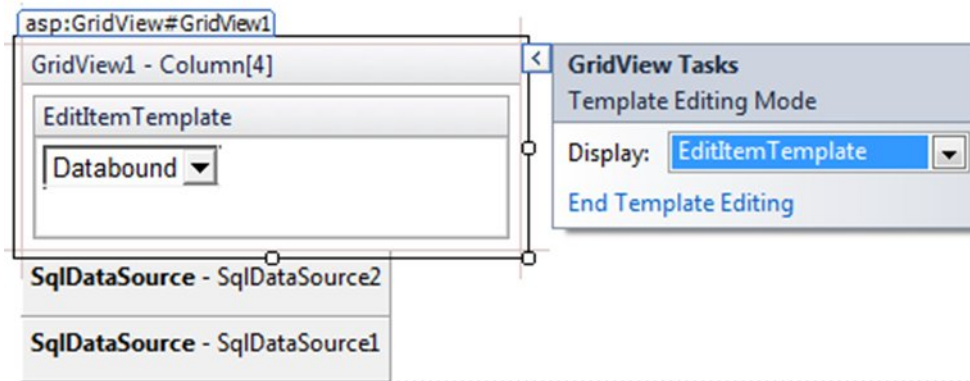 asp:GridView#GridView1
GridView1 - Column[4]
EditItemTemplate
Databound
<
GridView Tasks
Template Editing Mode
Display: EditItemTemplate
End Template Editing
SqlDataSource - SqlDataSource2
SqlDataSource - SqlDataSource1